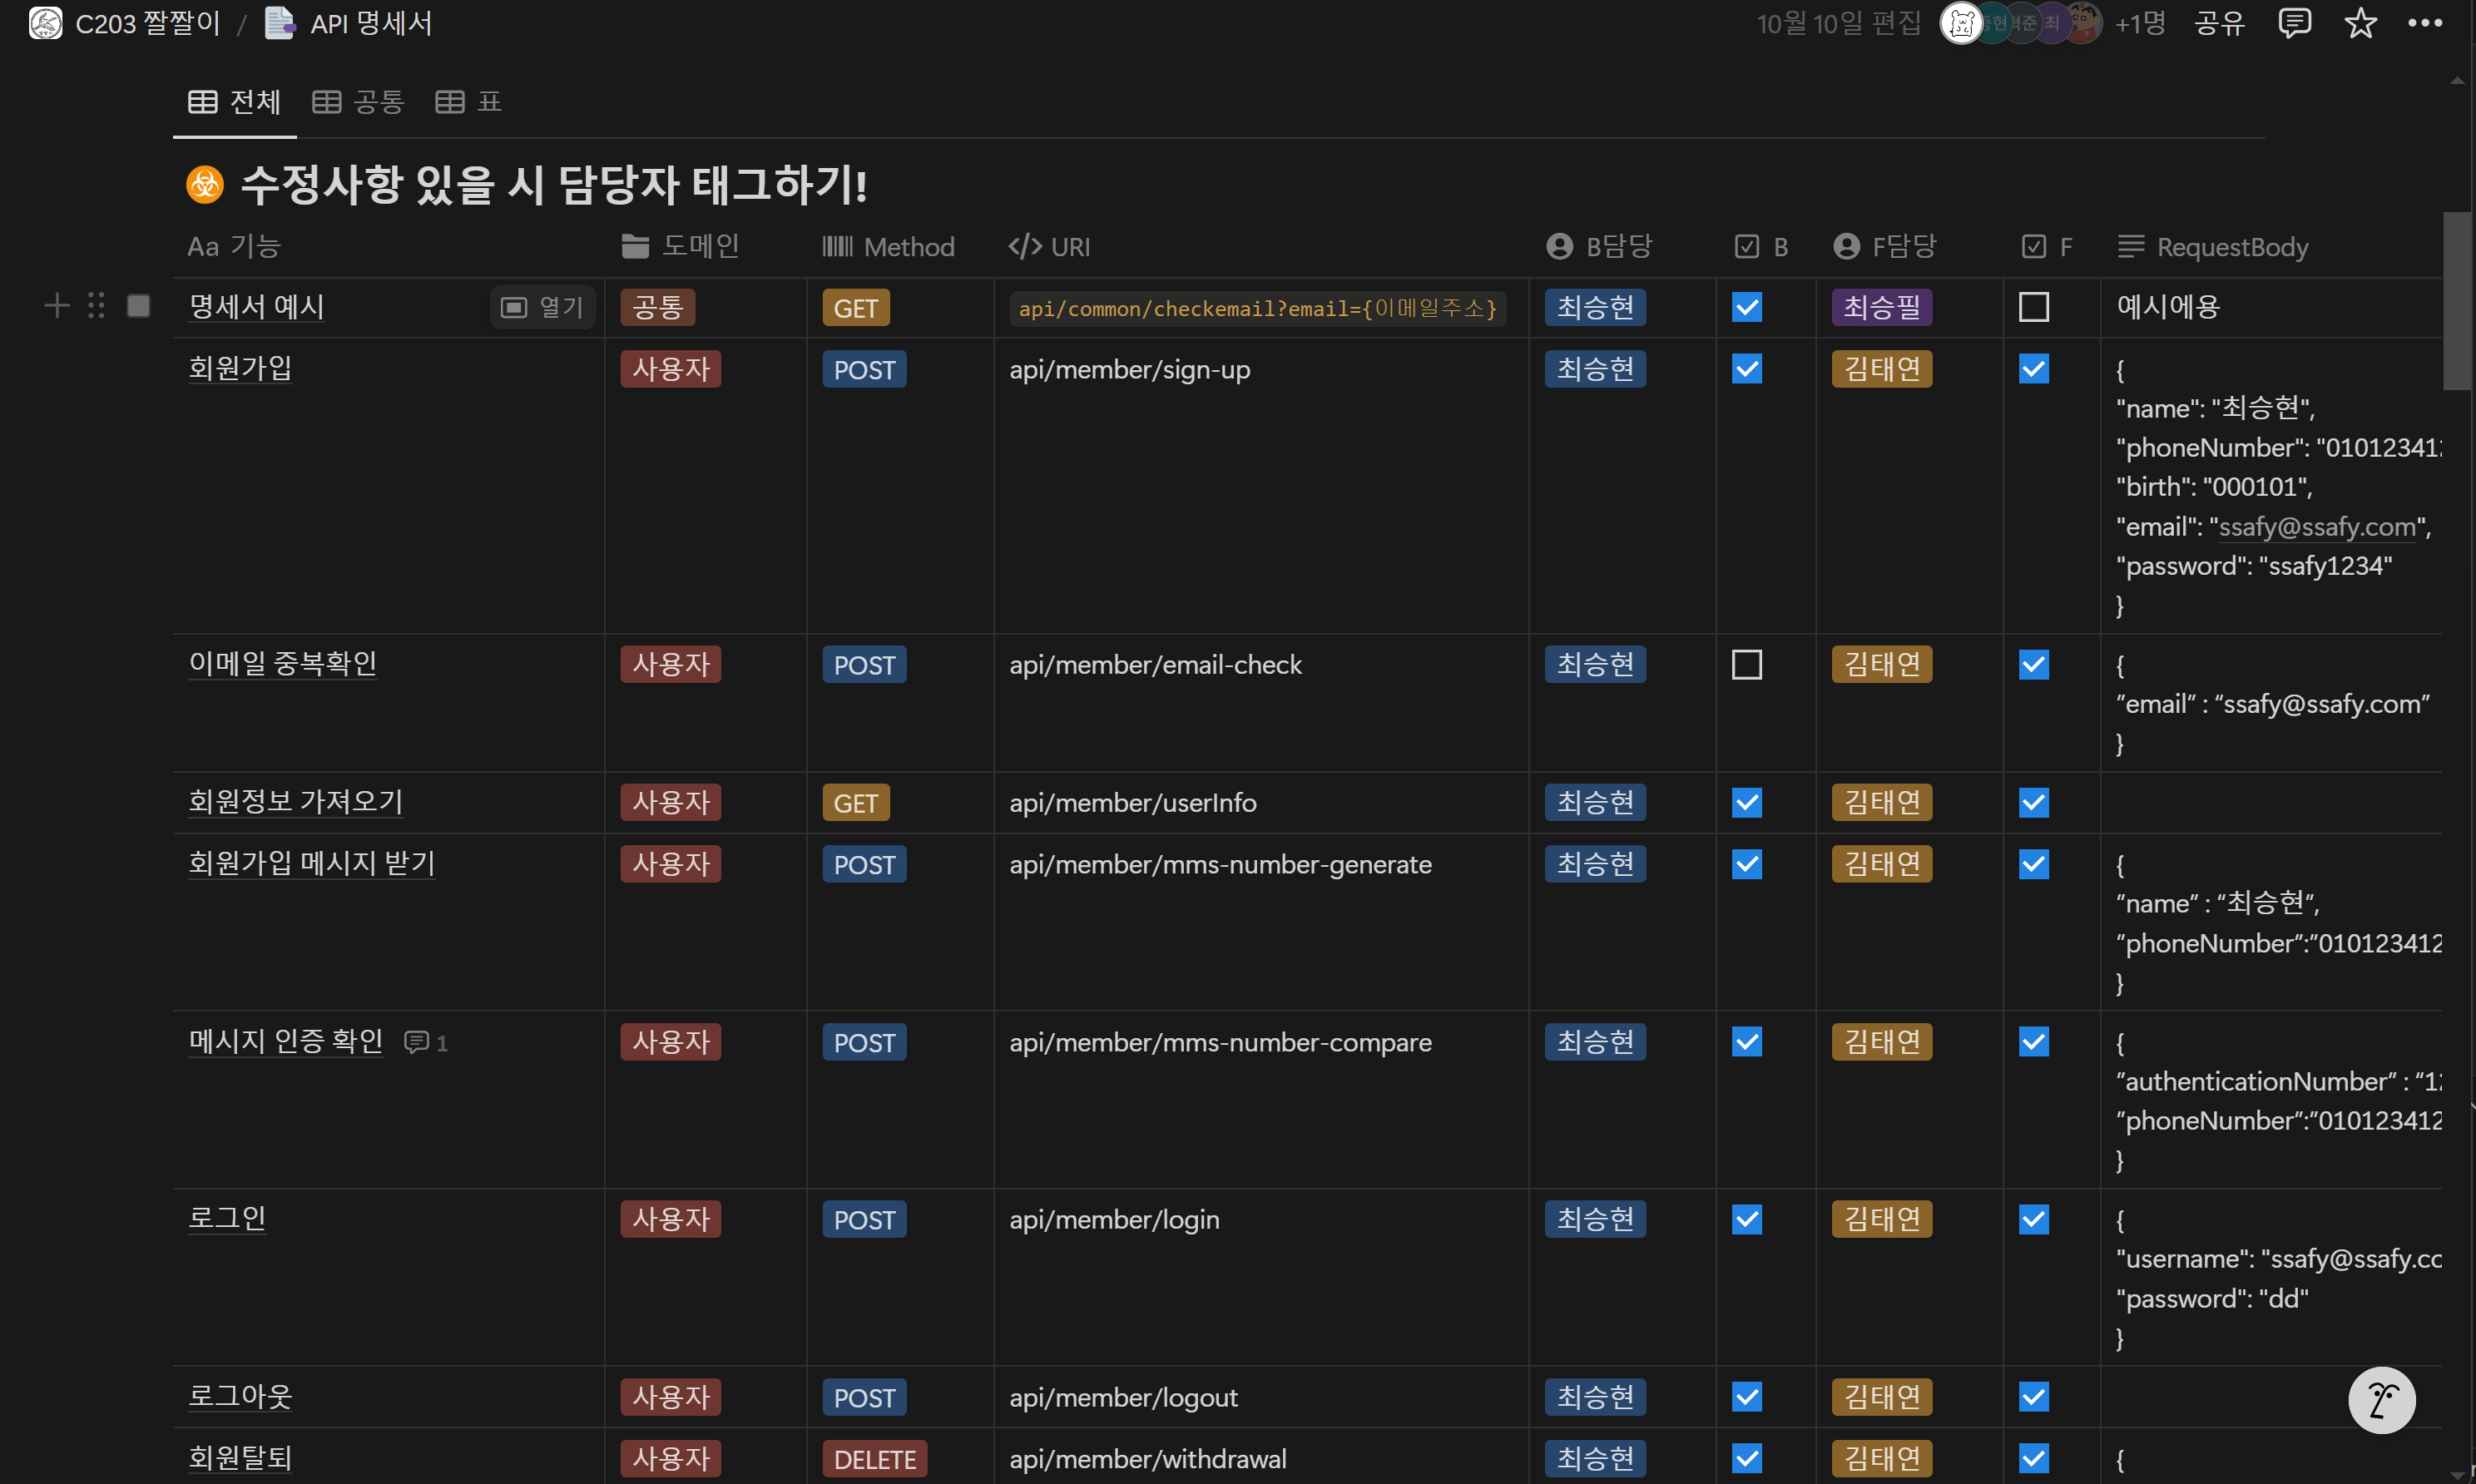 C203 짤짤이 / API 명세서
10월 10일 편집 +1명 공유
전체 공통 표
수정사항 있을 시 담당자 태그하기!
Aa 기능 도메인 Method URI B담당 B F담당 F RequestBody
명세서 예시 열기 공통 GET api/common/checkemail?email={이메일주소} 최승현 최승필 예시에용
회원가입 사용자 POST api/member/sign-up 최승현 김태연 {
"name": "최승현",
"phoneNumber": "010123412
"birth": "000101",
"email": "ssafy@ssafy.com",
"password": "ssafy1234"
}
이메일 중복확인 사용자 POST api/member/email-check 최승현 김태연 {
”email” : “ssafy@ssafy.com”
}
회원정보 가져오기 사용자 GET api/member/userInfo 최승현 김태연
회원가입 메시지 받기 사용자 POST api/member/mms-number-generate 최승현 김태연 {
”name” : “최승현”,
”phoneNumber”:”010123412
}
메시지 인증 확인 1 사용자 POST api/member/mms-number-compare 최승현 김태연 {
”authenticationNumber” : “12
”phoneNumber”:”010123412
}
로그인 사용자 POST api/member/login 최승현 김태연 {
"username": "ssafy@ssafy.co
"password": "dd"
}
로그아웃 사용자 POST api/member/logout 최승현 김태연
회원탈퇴 사용자 DELETE api/member/withdrawal 최승현 김태연 {